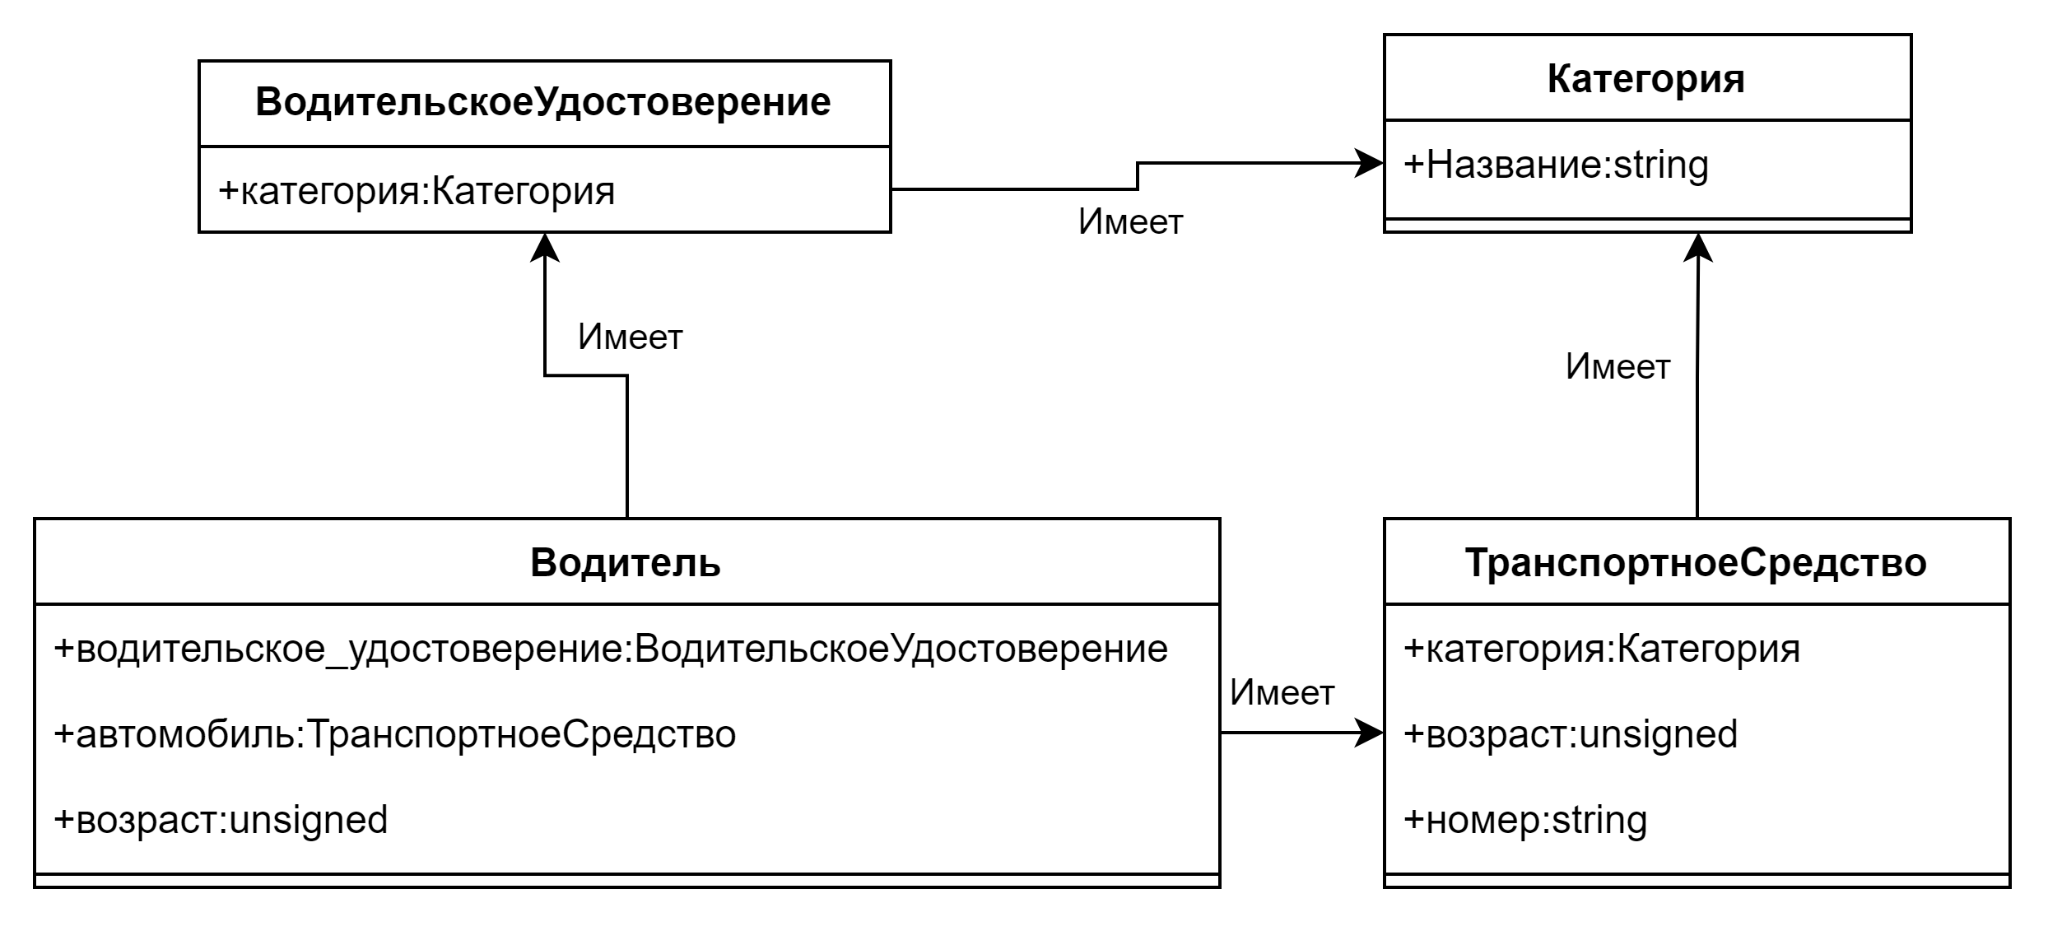 ВодительскоеУдостоверение
+категория:Категория
Имеет
Категория
+Название:string
Имеет
Имеет
Водитель
+водительское_удостоверение:ВодительскоеУдостоверение
+автомобиль:ТранспортноеСредство
+возраст:unsigned
Имеет
ТранспортноеСредство
+категория:Категория
+возраст:unsigned
+номер:string